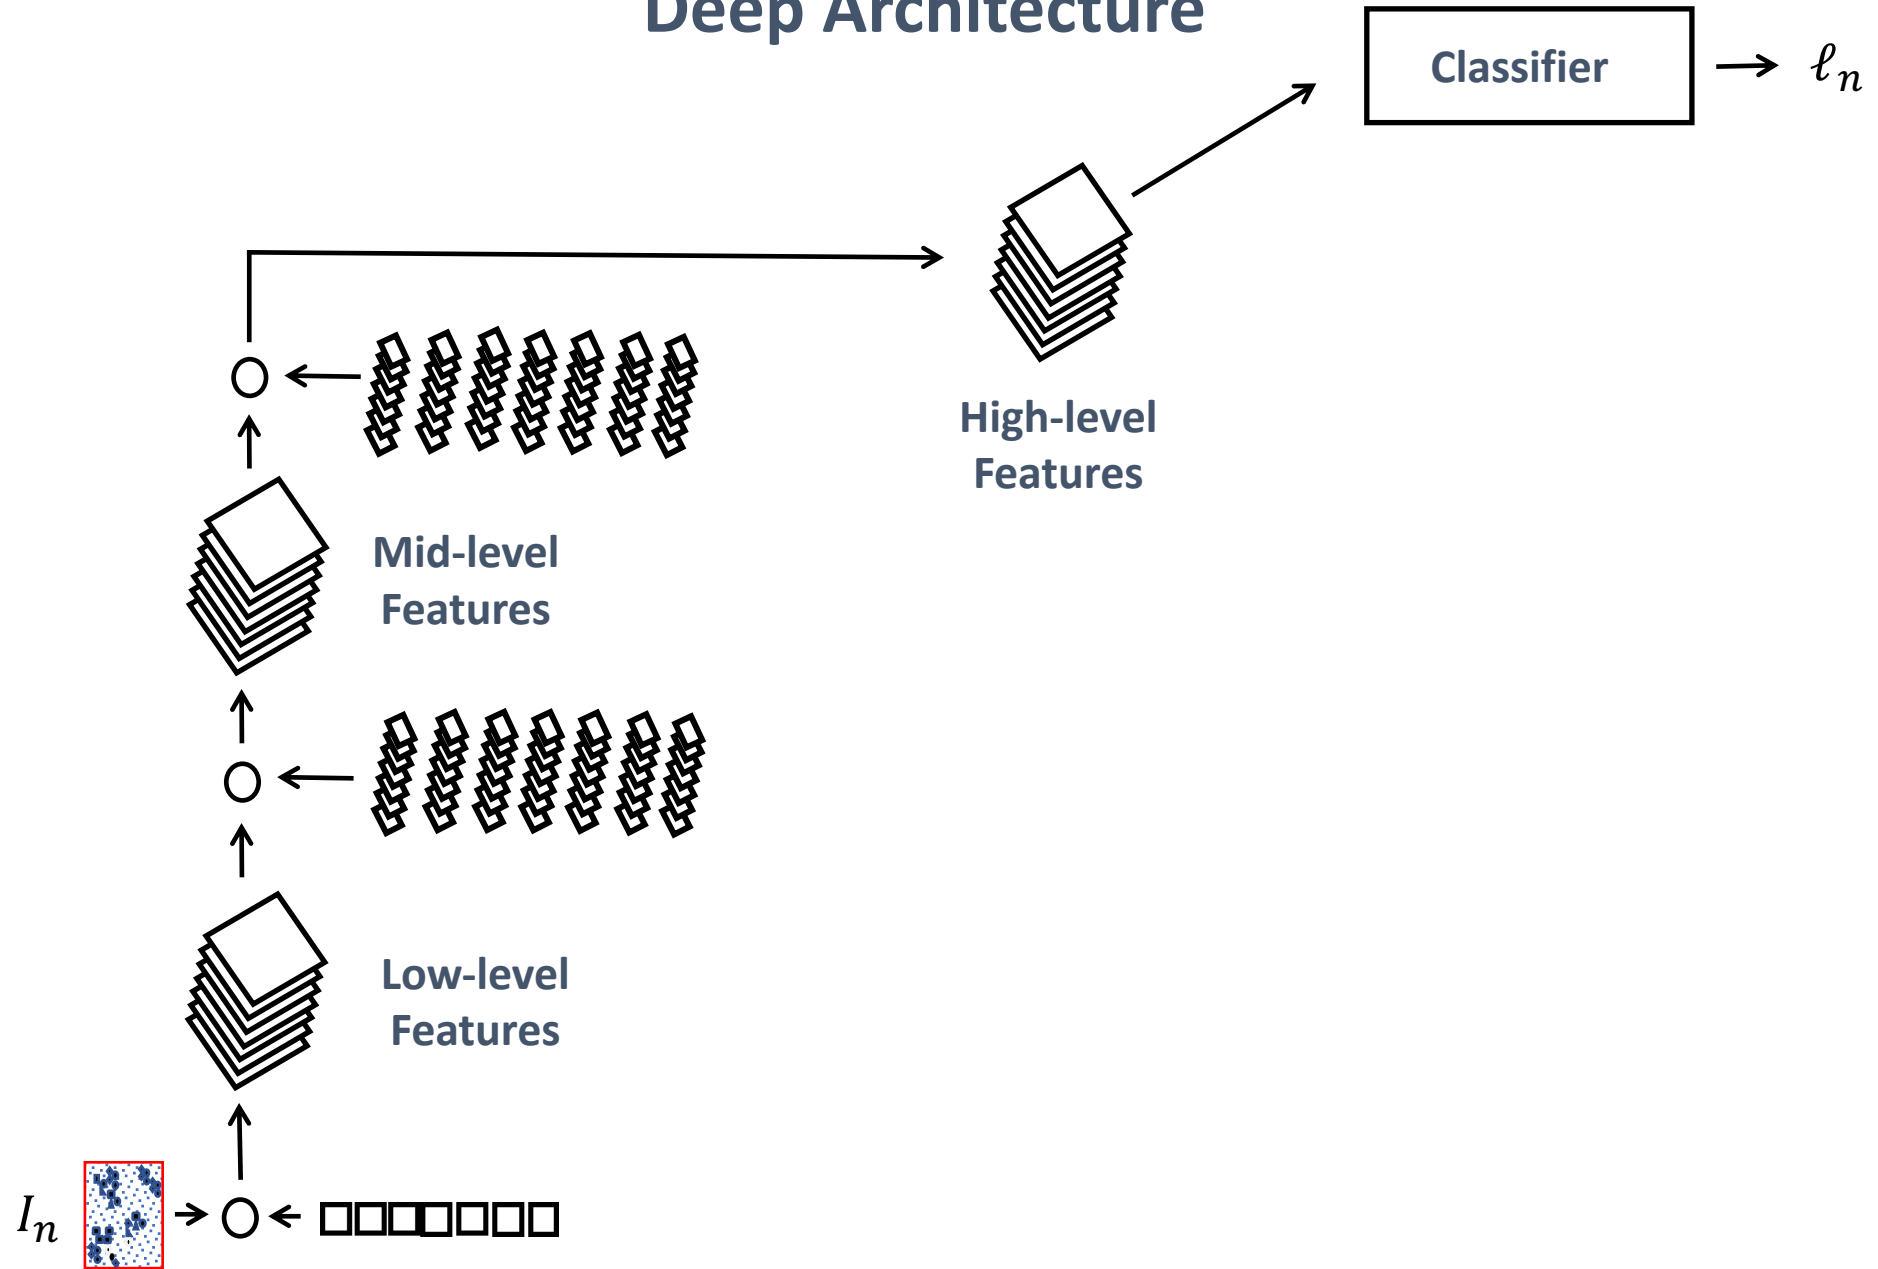 Deep Architecture
Classifier
ℓn
High-level
Features
Mid-level
Features
Low-level
Features
In